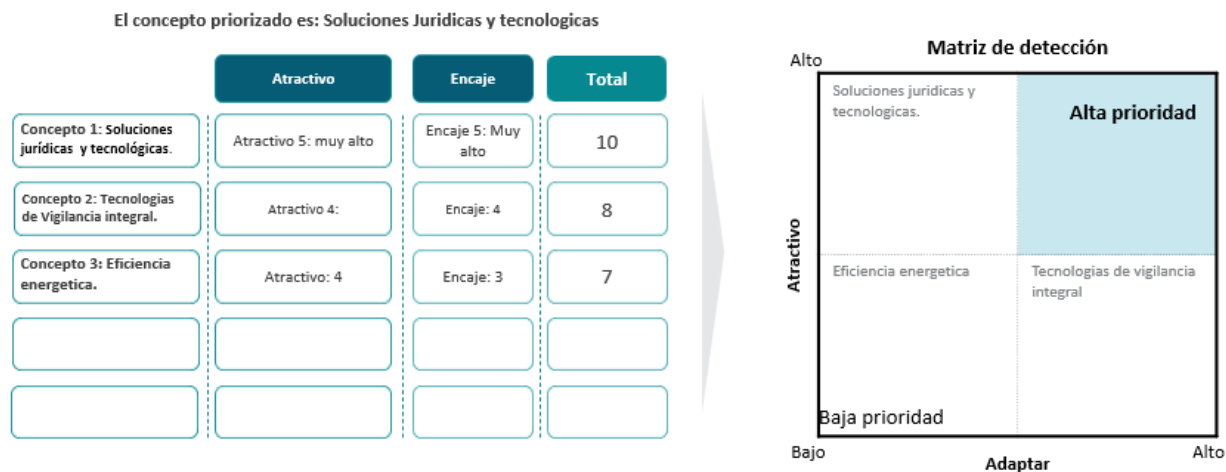 El concepto priorizado es: Soluciones Juridicas y tecnologicas
Atractivo
Encaje
Total
Concepto 1: Soluciones
jurídicas y tecnológicas.
Atractivo 5: muy alto
Encaje 5: Muy
alto
10
Concepto 2: Tecnologias
de Vigilancia integral.
Atractivo 4:
Encaje: 4
8
Concepto 3: Eficiencia
energetica.
Atractivo: 4
Encaje: 3
7
Matriz de detección
Alto
Soluciones juridicas y
tecnologicas.
Alta prioridad
Atractivo
Eficiencia energetica
Tecnologias de vigilancia
integral
Baja prioridad
Bajo
Adaptar
Alto